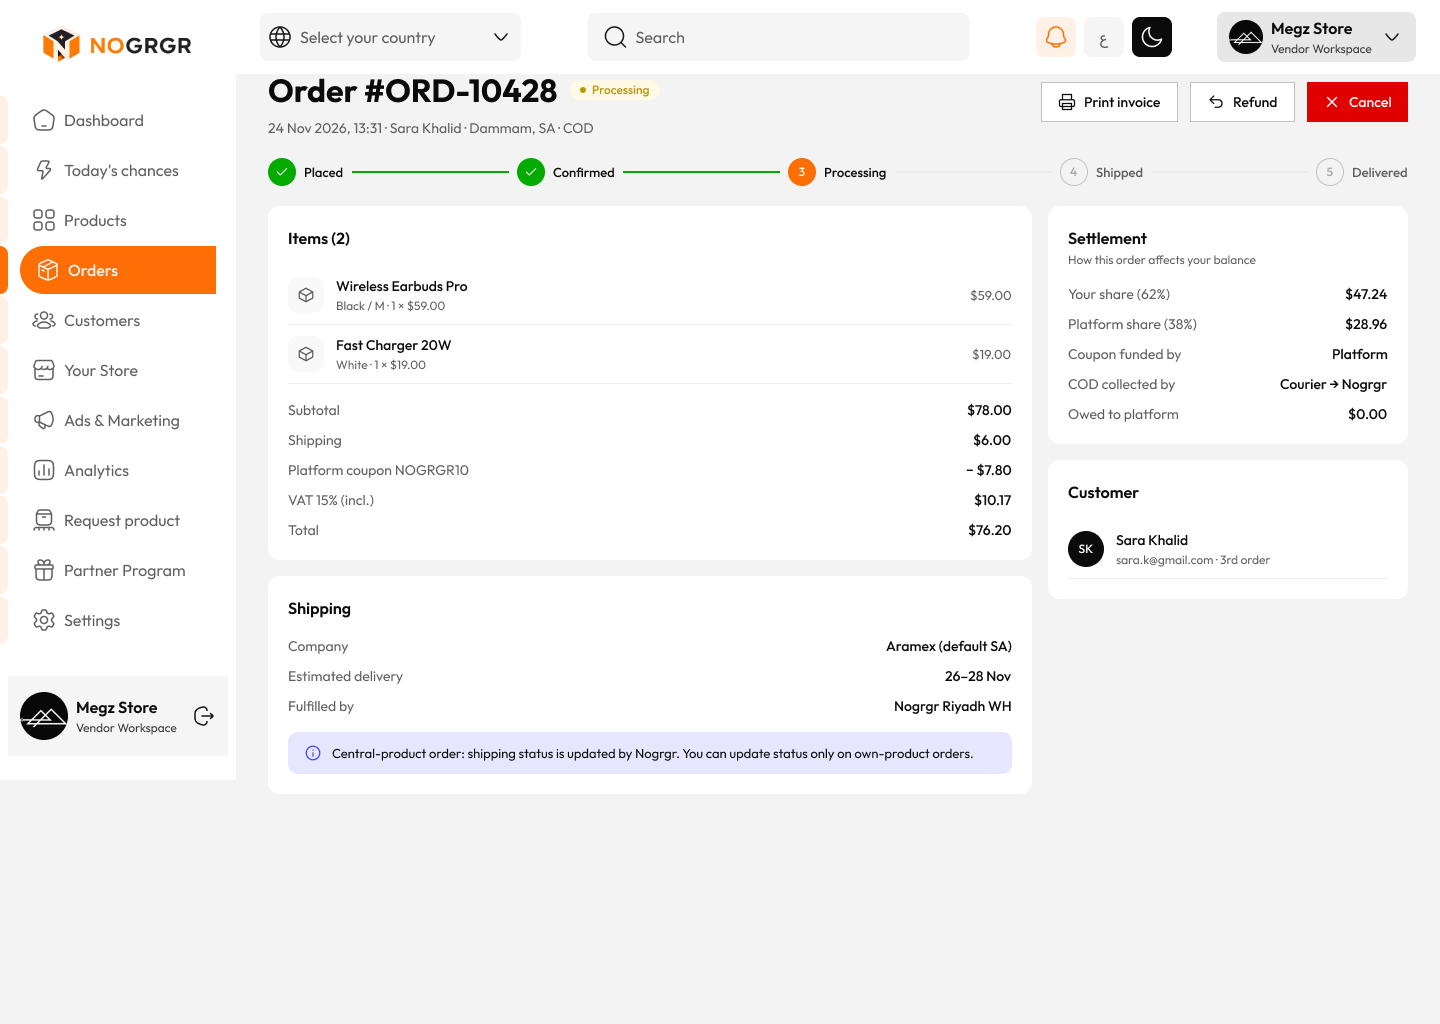 NOGRGR
Select your country
Search
ع
Megz Store
Vendor Workspace
Dashboard
Today's chances
Products
Orders
Customers
Your Store
Ads & Marketing
Analytics
Request product
Partner Program
Settings
Megz Store
Vendor Workspace
Order #ORD-10428
Processing
24 Nov 2026, 13:31 · Sara Khalid · Dammam, SA · COD
Print invoice
Refund
Cancel
Placed
Confirmed
3 Processing
4 Shipped
5 Delivered
Items (2)
Wireless Earbuds Pro
Black / M · 1 × $59.00
$59.00
Fast Charger 20W
White · 1 × $19.00
$19.00
Subtotal $78.00
Shipping $6.00
Platform coupon NOGRGR10 − $7.80
VAT 15% (incl.) $10.17
Total $76.20
Shipping
Company Aramex (default SA)
Estimated delivery 26–28 Nov
Fulfilled by Nogrgr Riyadh WH
Central-product order: shipping status is updated by Nogrgr. You can update status only on own-product orders.
Settlement
How this order affects your balance
Your share (62%) $47.24
Platform share (38%) $28.96
Coupon funded by Platform
COD collected by Courier → Nogrgr
Owed to platform $0.00
Customer
SK
Sara Khalid
sara.k@gmail.com · 3rd order